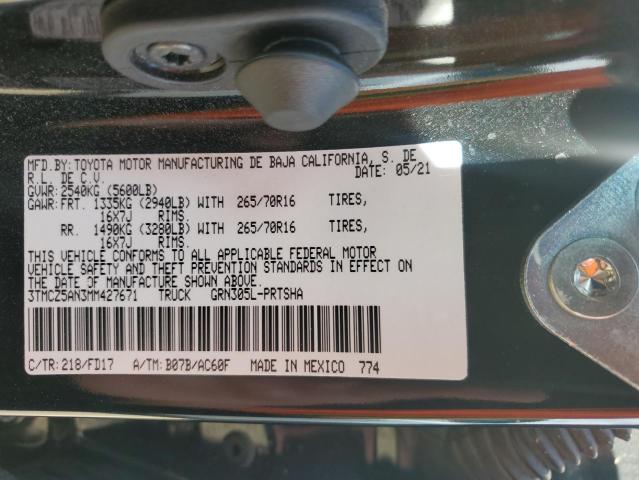 MFD.BY:TOYOTA MOTOR MANUFACTURING DE BAJA CALIFORNIA, S. DE
R.L. DE C.V. DATE: 05/21
GVWR: 2540KG (5600LB)
GAWR: FRT. 1335KG (2940LB) WITH 265/70R16 TIRES,
16X7J RIMS.
RR. 1490KG (3280LB) WITH 265/70R16 TIRES,
16X7J RIMS.
THIS VEHICLE CONFORMS TO ALL APPLICABLE FEDERAL MOTOR
VEHICLE SAFETY AND THEFT PREVENTION STANDARDS IN EFFECT ON
THE DATE OF MANUFACTURE SHOWN ABOVE.
3TMCZ5AN3MM427671 TRUCK GRN305L-PRTSHA
C/TR: 218/FD17 A/TM: B07B/AC60F MADE IN MEXICO 774